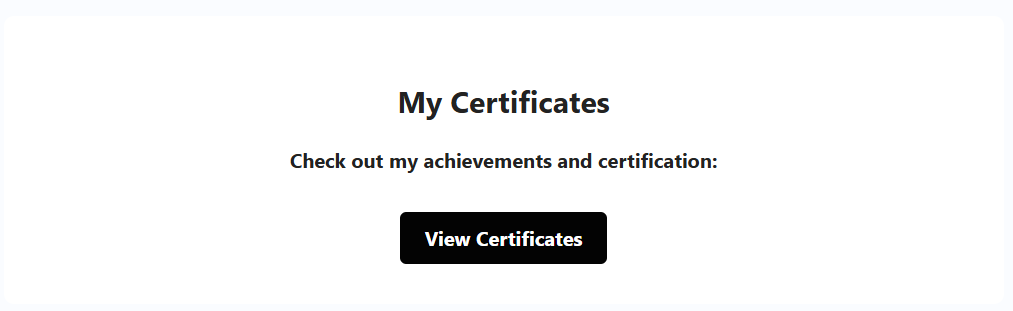 My Certificates
Check out my achievements and certification:
View Certificates